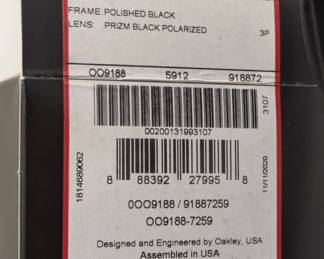 FRAME: POLISHED BLACK
LENS: PRIZM BLACK POLARIZED
3P
OO9188 5912 918872
3107
00200131993107
1814689062
8 88392 27995 8
11/11/2020
0OO9188 / 91887259
OO9188-7259
Designed and Engineered by Oakley, USA
Assembled in USA